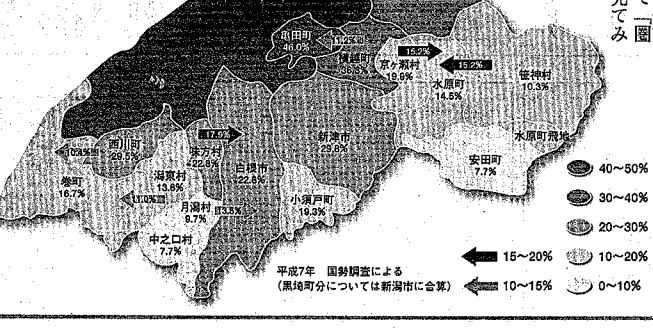 て「圏
見てみ
亀田町
46.0%
横越町
京ヶ瀬村
19.9%
15.2%
15.2%
水原町
14.5%
笹神村
10.3%
水原町飛地
安田町
7.7%
新津市
29.8%
小須戸町
19.3%
17.9%
味方村
22.8%
白根市
22.8%
西川町
29.5%
潟東村
13.6%
巻町
16.7%
月潟村
9.7%
中之口村
7.7%
40〜50%
30〜40%
20〜30%
10〜20%
0〜10%
15〜20%
10〜15%
平成7年 国勢調査による
(黒埼町分については新潟市に合算)